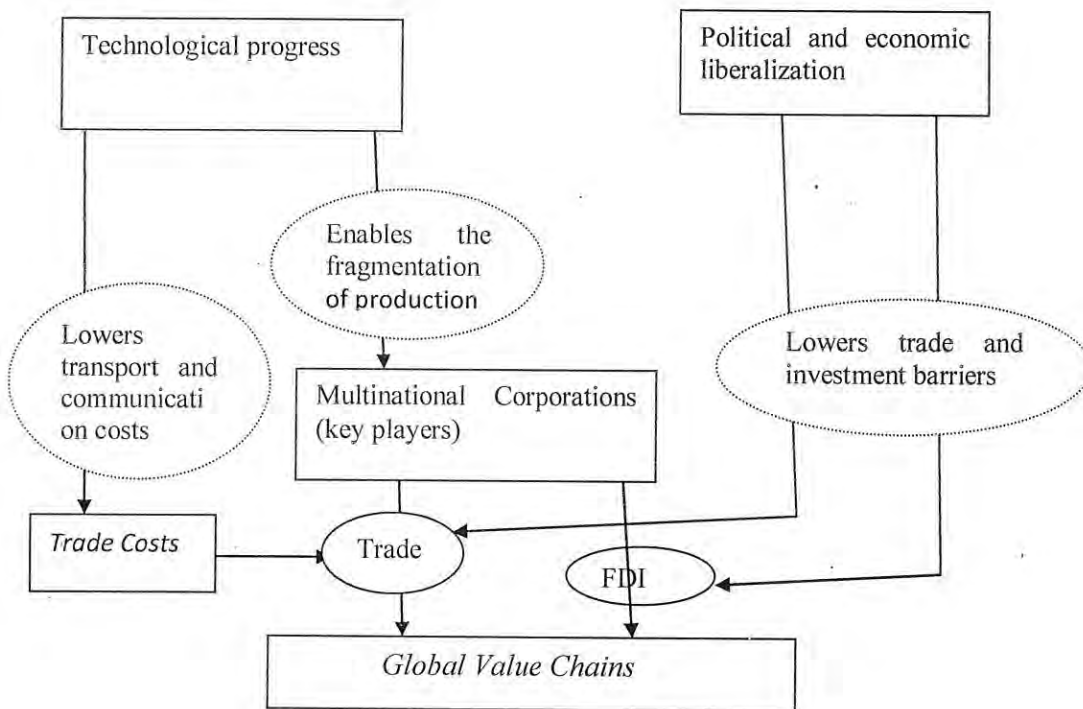 Technological progress
Political and economic
liberalization
Enables the
fragmentation
of production
Lowers
transport and
communicati
on costs
Lowers trade and
investment barriers
Multinational Corporations
(key players)
Trade Costs
Trade
FDI
Global Value Chains